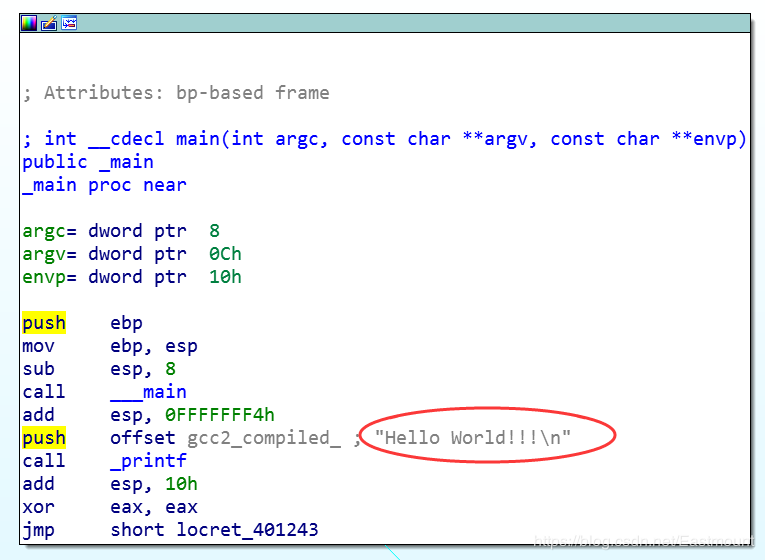 ; Attributes: bp-based frame
; int __cdecl main(int argc, const char **argv, const char **envp)
public _main
_main proc near
argc= dword ptr  8
argv= dword ptr  0Ch
envp= dword ptr  10h
push    ebp
mov     ebp, esp
sub     esp, 8
call    ___main
add     esp, 0FFFFFFF4h
push    offset gcc2_compiled_ ; "Hello World!!!\n"
call    _printf
add     esp, 10h
xor     eax, eax
jmp     short locret_401243
https://blog.csdn.net/Eastmount